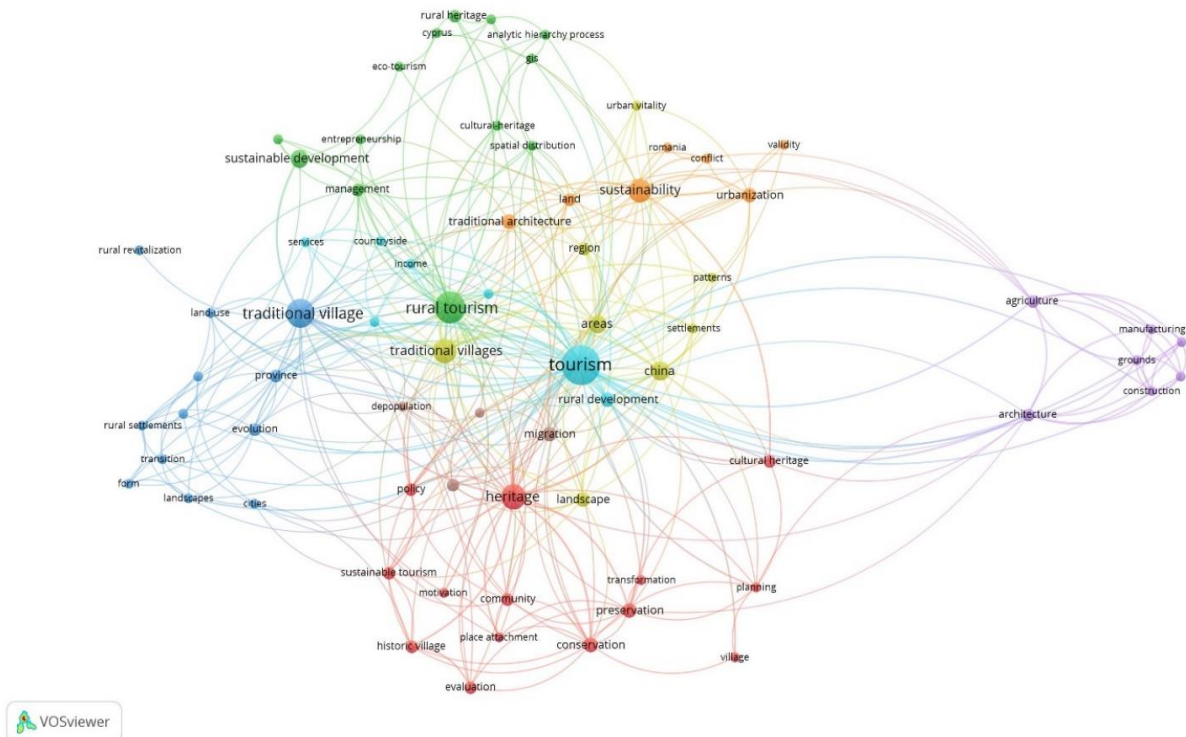 rural heritage
cyprus
analytic hierarchy process
gis
eco-tourism
urban vitality
cultural-heritage
entrepreneurship
spatial distribution
romania
validity
sustainable development
conflict
management
sustainability
urbanization
land
traditional architecture
rural revitalization
services
countryside
region
income
patterns
agriculture
land-use
traditional village
rural tourism
areas
settlements
manufacturing
traditional villages
tourism
china
grounds
province
rural development
construction
depopulation
architecture
rural settlements
evolution
migration
transition
cultural heritage
form
landscapes
cities
policy
heritage
landscape
sustainable tourism
transformation
motivation
community
planning
preservation
place attachment
historic village
conservation
village
evaluation
VOSviewer